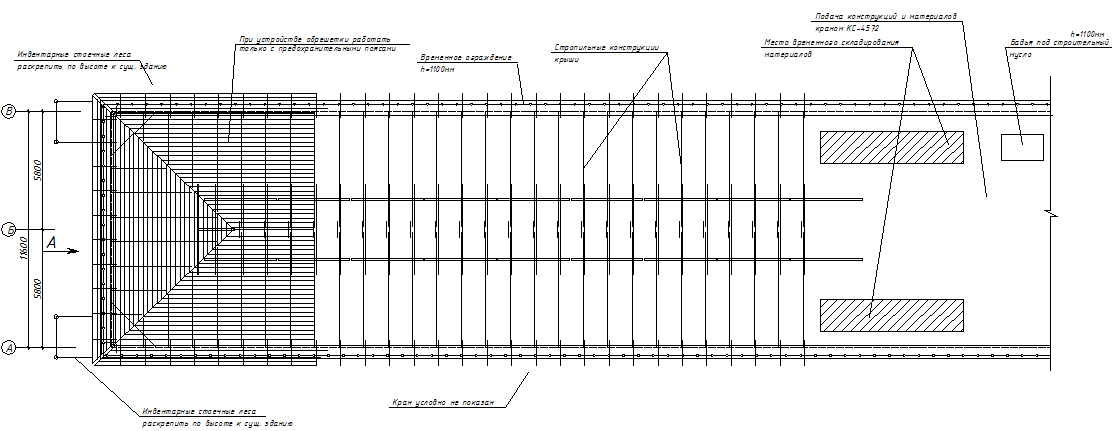 Подача конструкций и материалов
краном КС-4572
h=1100мм
Бадья под строительный
мусло
Место временного складирования
материалов
При устройстве обрешетки работать
только с предохранительными поясами
Стропильные конструкции
крыши
Инвентарные стоечные леса
раскрепить по высоте к сущ. зданию
Временное ограждение
h=1100мм
В
5800
Б
А
11600
5800
А
Кран условно не показан
Инвентарные стоечные леса
раскрепить по высоте к сущ. зданию